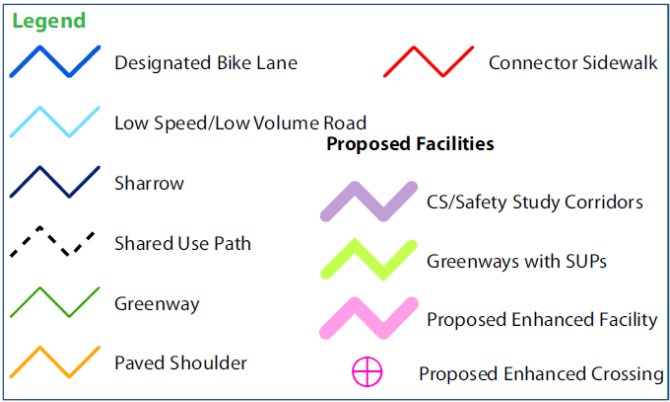 Legend
Designated Bike Lane
Low Speed/Low Volume Road
Sharrow
Shared Use Path
Greenway
Paved Shoulder
Connector Sidewalk
Proposed Facilities
CS/Safety Study Corridors
Greenways with SUPs
Proposed Enhanced Facility
Proposed Enhanced Crossing